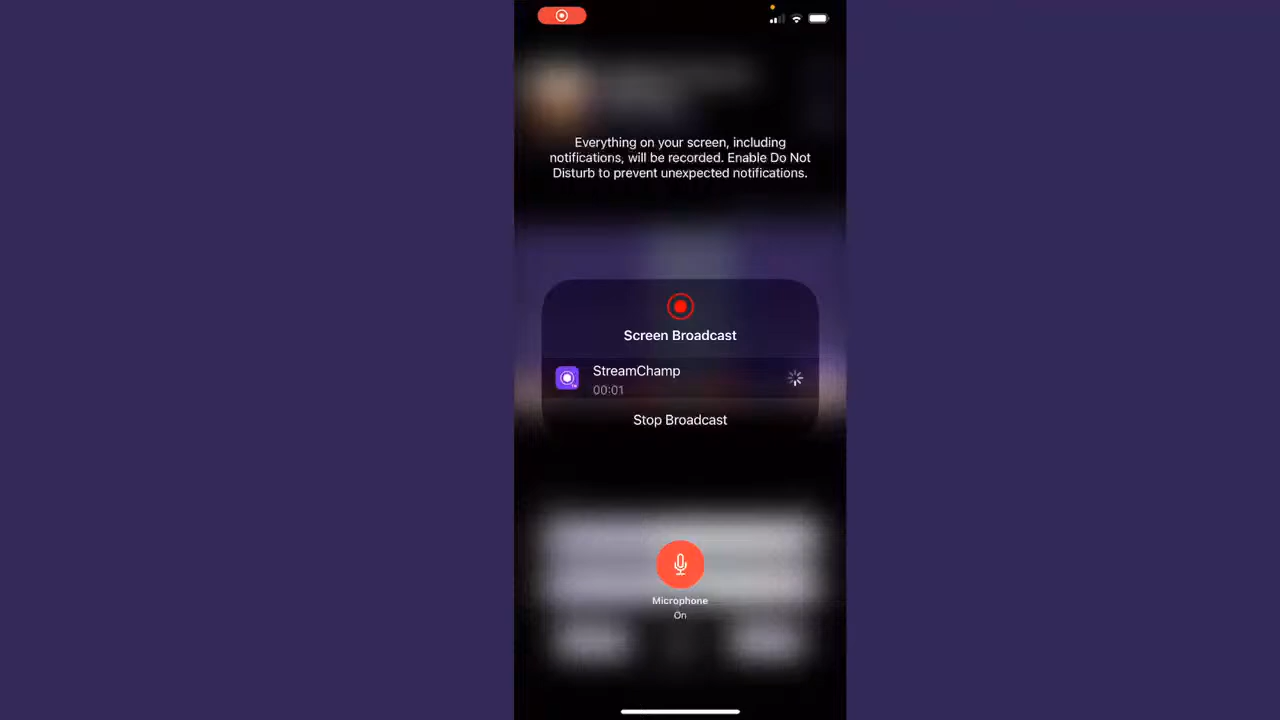 Everything on your screen, including
notifications, will be recorded. Enable Do Not
Disturb to prevent unexpected notifications.
Screen Broadcast
StreamChamp
00:01
Stop Broadcast
Microphone
On